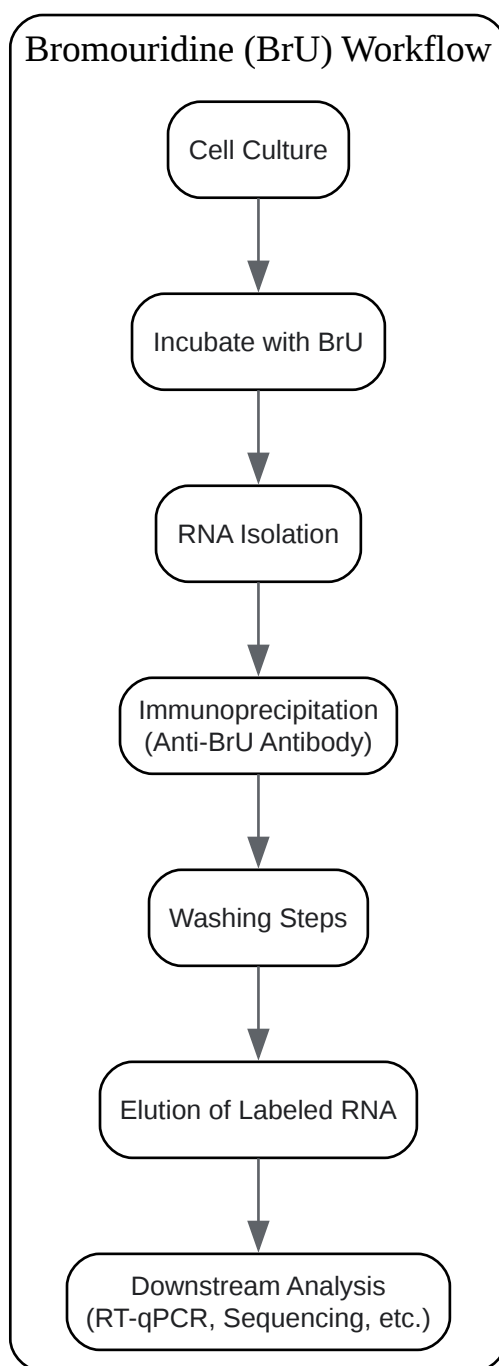 Bromouridine (BrU) Workflow
Cell Culture
Incubate with BrU
RNA Isolation
Immunoprecipitation
(Anti-BrU Antibody)
Washing Steps
Elution of Labeled RNA
Downstream Analysis
(RT-qPCR, Sequencing, etc.)